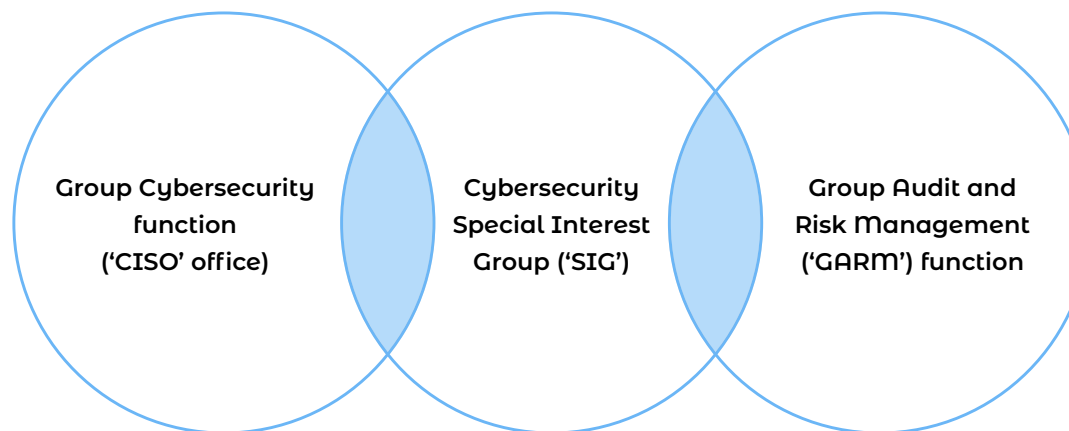 Group Cybersecurity
function
(‘CISO’ office)
Cybersecurity
Special Interest
Group (‘SIG’)
Group Audit and
Risk Management
(‘GARM’) function